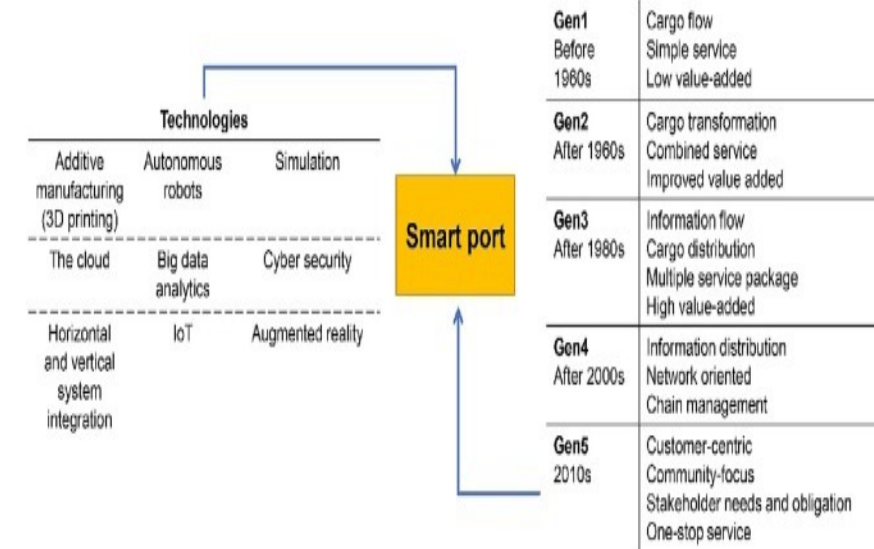 Technologies
Additive
manufacturing
(3D printing)
Autonomous
robots
Simulation
The cloud
Big data
analytics
Cyber security
Horizontal
and vertical
system
integration
IoT
Augmented reality
Smart port
Gen1
Before
1960s
Cargo flow
Simple service
Low value-added
Gen2
After 1960s
Cargo transformation
Combined service
Improved value added
Gen3
After 1980s
Information flow
Cargo distribution
Multiple service package
High value-added
Gen4
After 2000s
Information distribution
Network oriented
Chain management
Gen5
2010s
Customer-centric
Community-focus
Stakeholder needs and obligation
One-stop service